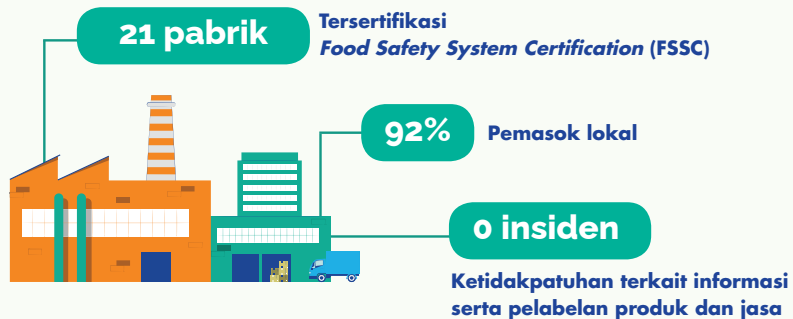 21 pabrik
Tersertifikasi
Food Safety System Certification (FSSC)
92%
Pemasok lokal
0 insiden
Ketidakpatuhan terkait informasi
serta pelabelan produk dan jasa